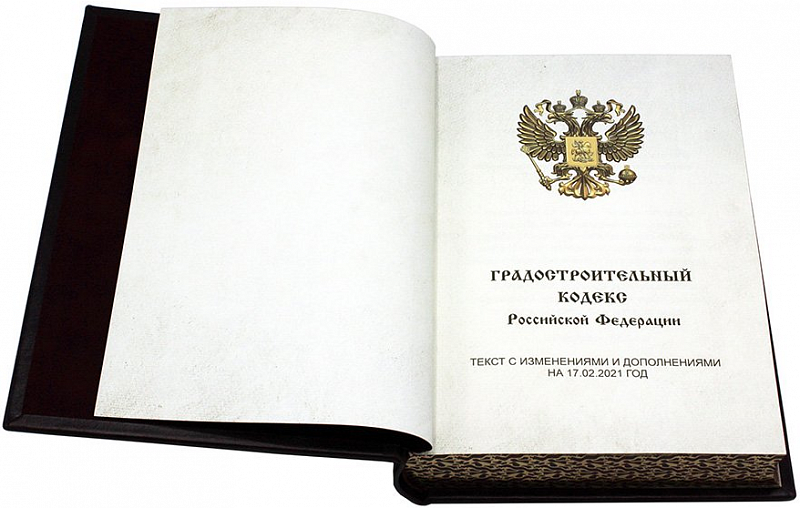 ГРАДОСТРОИТЕЛЬНЫЙ
КОДЕКС
Российской Федерации
ТЕКСТ С ИЗМЕНЕНИЯМИ И ДОПОЛНЕНИЯМИ
НА 17.02.2021 ГОД